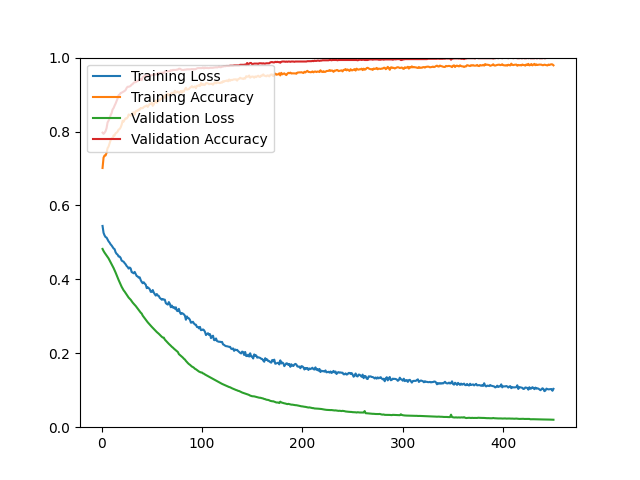 1.0
0.8
0.6
0.4
0.2
0.0
Training Loss
Training Accuracy
Validation Loss
Validation Accuracy
0 100 200 300 400